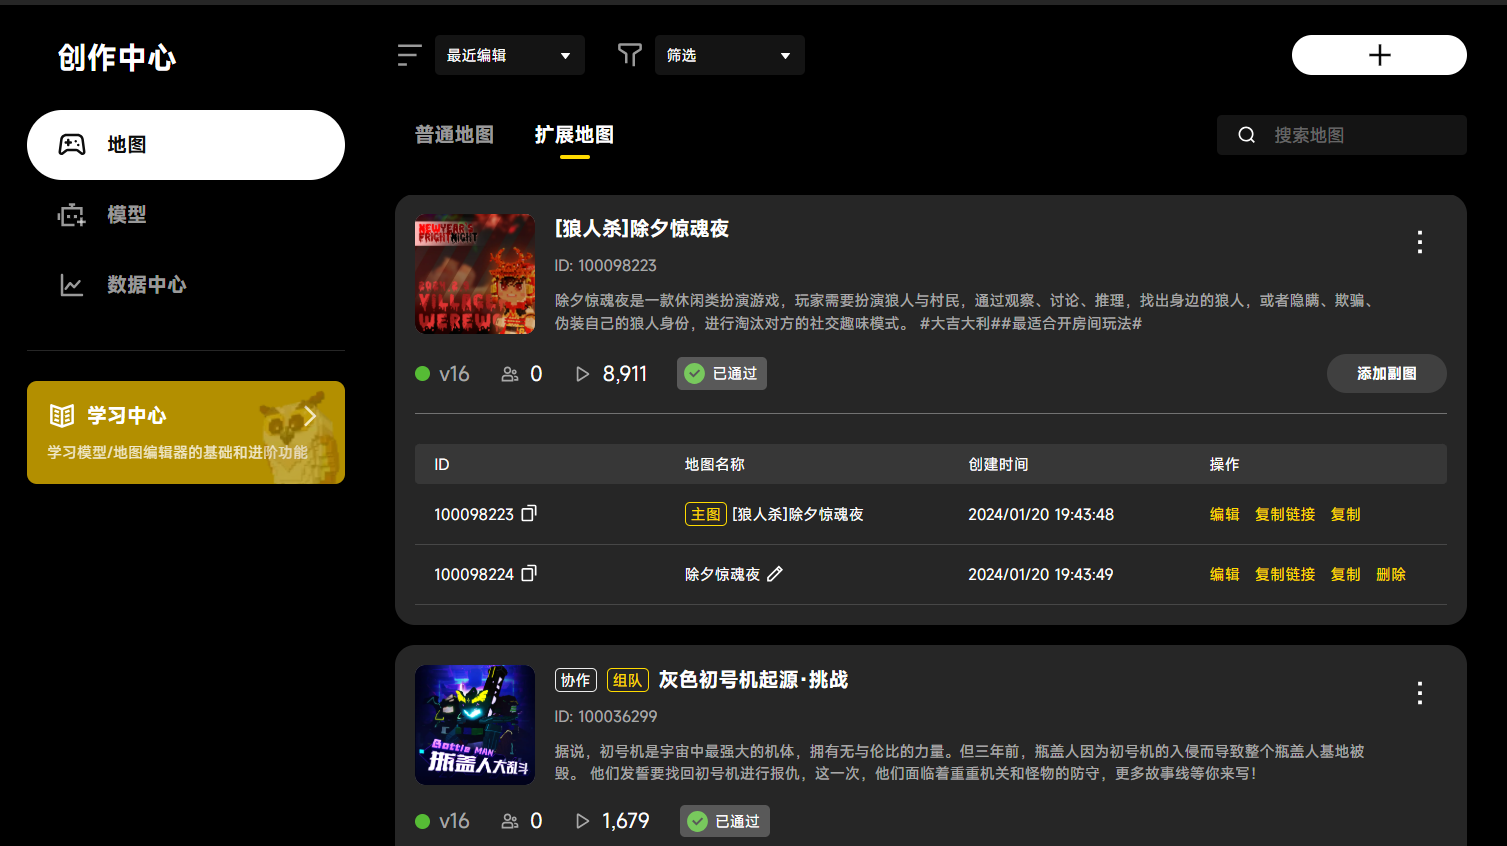 创作中心
最近编辑
筛选
地图
模型
数据中心
学习中心
学习模型/地图编辑器的基础和进阶功能
普通地图 扩展地图
搜索地图
NEWYEAR'S
FRIGHTNIGHT
VILLAGE
WEREWO
[狼人杀]除夕惊魂夜
ID: 100098223
除夕惊魂夜是一款休闲类扮演游戏，玩家需要扮演狼人与村民，通过观察、讨论、推理，找出身边的狼人，或者隐瞒、欺骗、
伪装自己的狼人身份，进行淘汰对方的社交趣味模式。 #大吉大利##最适合开房间玩法#
v16 0 8,911 已通过
添加副图
ID 地图名称 创建时间 操作
100098223 主图 [狼人杀]除夕惊魂夜 2024/01/20 19:43:48 编辑 复制链接 复制
100098224 除夕惊魂夜 2024/01/20 19:43:49 编辑 复制链接 复制 删除
Bottle MAN
瓶盖人大乱斗
协作 组队 灰色初号机起源·挑战
ID: 100036299
据说，初号机是宇宙中最强大的机体，拥有无与伦比的力量。但三年前，瓶盖人因为初号机的入侵而导致整个瓶盖人基地被
毁。 他们发誓要找回初号机进行报仇，这一次，他们面临着重重机关和怪物的防守，更多故事线等你来写！
v16 0 1,679 已通过